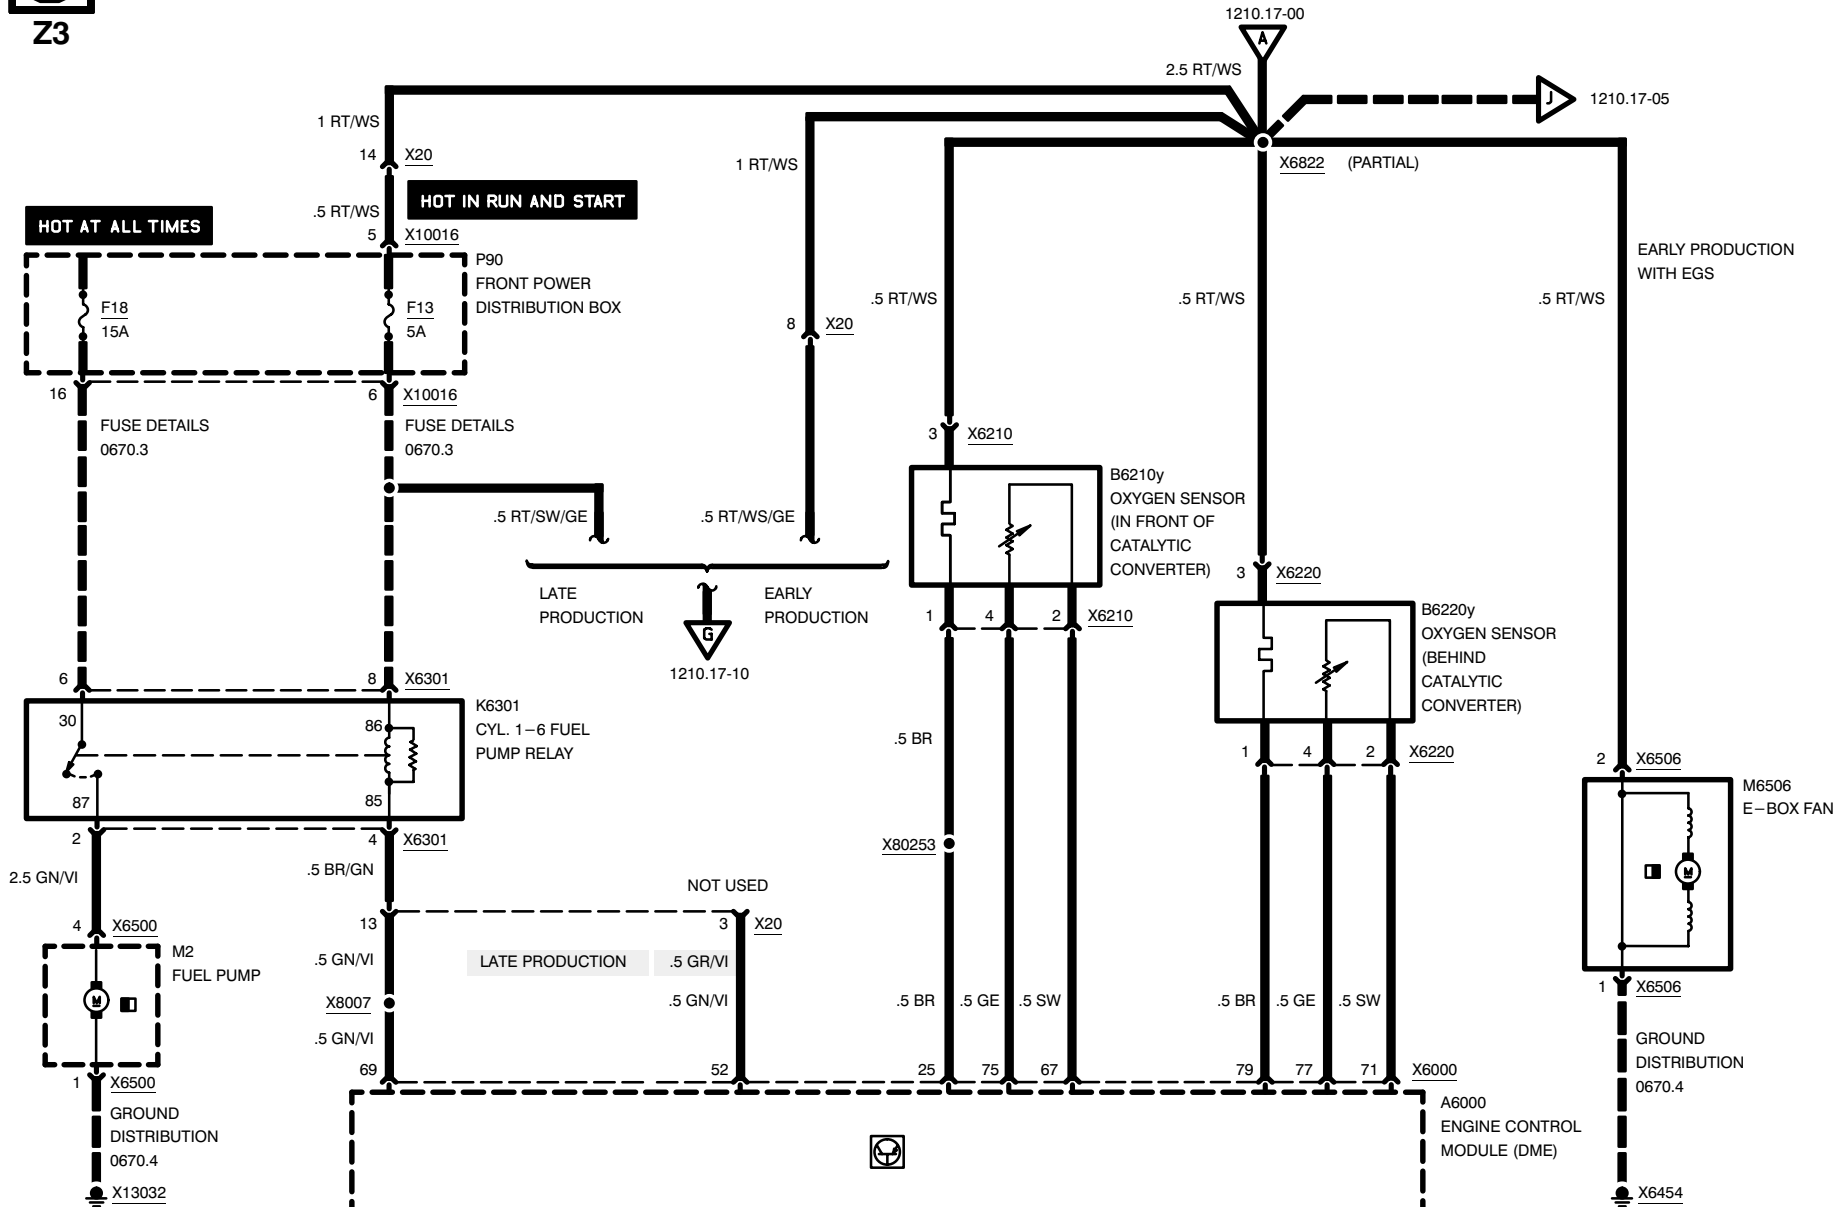 Z3
1210.17-00
A
2.5 RT/WS
J
1210.17-05
1 RT/WS
14
X20
1 RT/WS
X6822
(PARTIAL)
HOT IN RUN AND START
.5 RT/WS
HOT AT ALL TIMES
5
X10016
P90
FRONT POWER
DISTRIBUTION BOX
F18
15A
F13
5A
EARLY PRODUCTION
WITH EGS
.5 RT/WS
.5 RT/WS
.5 RT/WS
8
X20
16
6
X10016
FUSE DETAILS
0670.3
FUSE DETAILS
0670.3
3
X6210
B6210y
OXYGEN SENSOR
(IN FRONT OF
CATALYTIC
CONVERTER)
.5 RT/SW/GE
.5 RT/WS/GE
LATE
PRODUCTION
EARLY
PRODUCTION
G
1210.17-10
3
X6220
1
4
2
X6210
B6220y
OXYGEN SENSOR
(BEHIND
CATALYTIC
CONVERTER)
6
8
X6301
30
86
K6301
CYL. 1–6 FUEL
PUMP RELAY
87
85
.5 BR
1
4
2
X6220
2
X6506
M6506
E–BOX FAN
M
2
4
X6301
X80253
2.5 GN/VI
.5 BR/GN
NOT USED
4
X6500
13
3
X20
M2
FUEL PUMP
M
.5 GN/VI
LATE PRODUCTION
.5 GR/VI
X8007
.5 GN/VI
.5 BR
.5 GE
.5 SW
.5 BR
.5 GE
.5 SW
1
X6506
.5 GN/VI
GROUND
DISTRIBUTION
0670.4
69
52
25
75
67
79
77
71
X6000
1
X6500
GROUND
DISTRIBUTION
0670.4
A6000
ENGINE CONTROL
MODULE (DME)
X13032
X6454